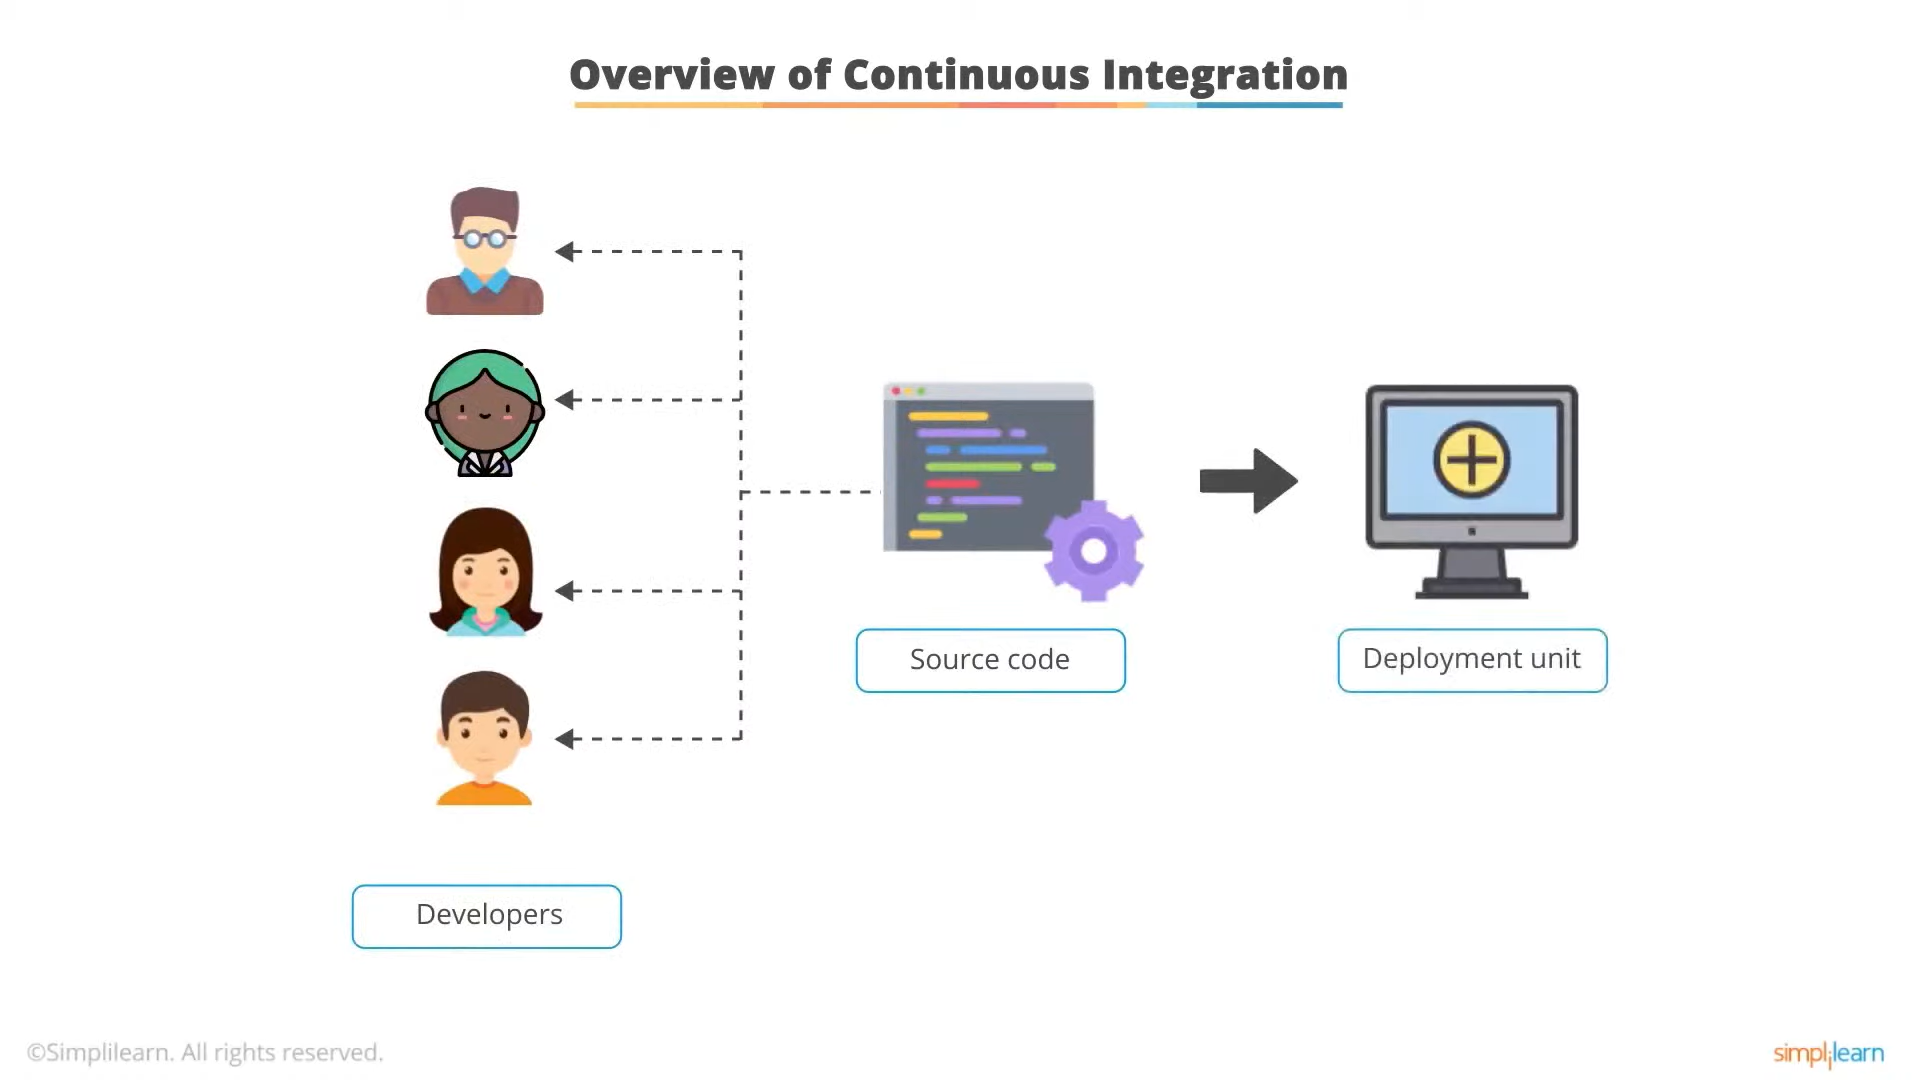 Overview of Continuous Integration
Source code
Deployment unit
Developers
©Simplilearn. All rights reserved.
simplilearn